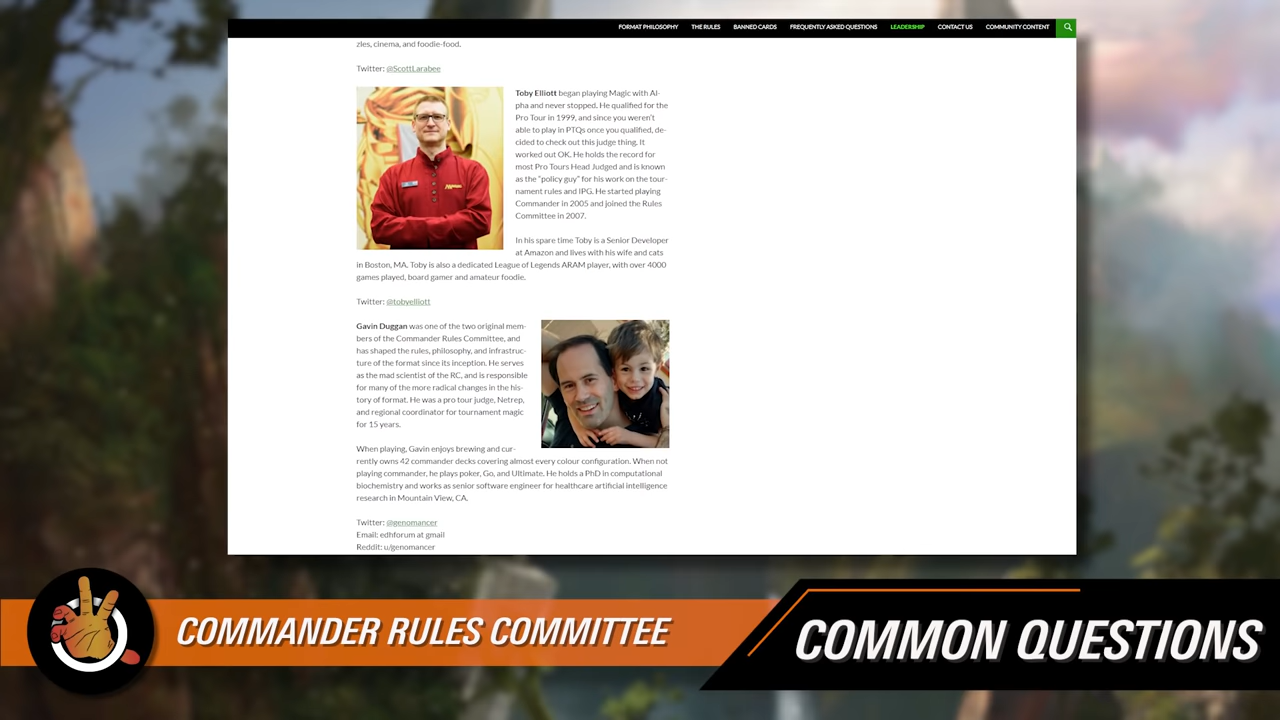 FORMAT PHILOSOPHY THE RULES BANNED CARDS FREQUENTLY ASKED QUESTIONS LEADERSHIP CONTACT US COMMUNITY CONTENT
zles, cinema, and foodie-food.
Twitter: @ScottLarabee
Toby Elliott began playing Magic with Al-
pha and never stopped. He qualified for the
Pro Tour in 1999, and since you weren't
able to play in PTQs once you qualified, de-
cided to check out this judge thing. It
worked out OK. He holds the record for
most Pro Tours Head Judged and is known
as the "policy guy" for his work on the tour-
nament rules and IPG. He started playing
Commander in 2005 and joined the Rules
Committee in 2007.
In his spare time Toby is a Senior Developer
at Amazon and lives with his wife and cats
in Boston, MA. Toby is also a dedicated League of Legends ARAM player, with over 4000
games played, board gamer and amateur foodie.
Twitter: @tobyelliott
Gavin Duggan was one of the two original mem-
bers of the Commander Rules Committee, and
has shaped the rules, philosophy, and infrastruc-
ture of the format since its inception. He serves
as the mad scientist of the RC, and is responsible
for many of the more radical changes in the his-
tory of format. He was a pro tour judge, Netrep,
and regional coordinator for tournament magic
for 15 years.
When playing, Gavin enjoys brewing and cur-
rently owns 42 commander decks covering almost every colour configuration. When not
playing commander, he plays poker, Go, and Ultimate. He holds a PhD in computational
biochemistry and works as senior software engineer for healthcare artificial intelligence
research in Mountain View, CA.
Twitter: @genomancer
Email: edhforum at gmail
Reddit: u/genomancer
COMMANDER RULES COMMITTEE
COMMON QUESTIONS